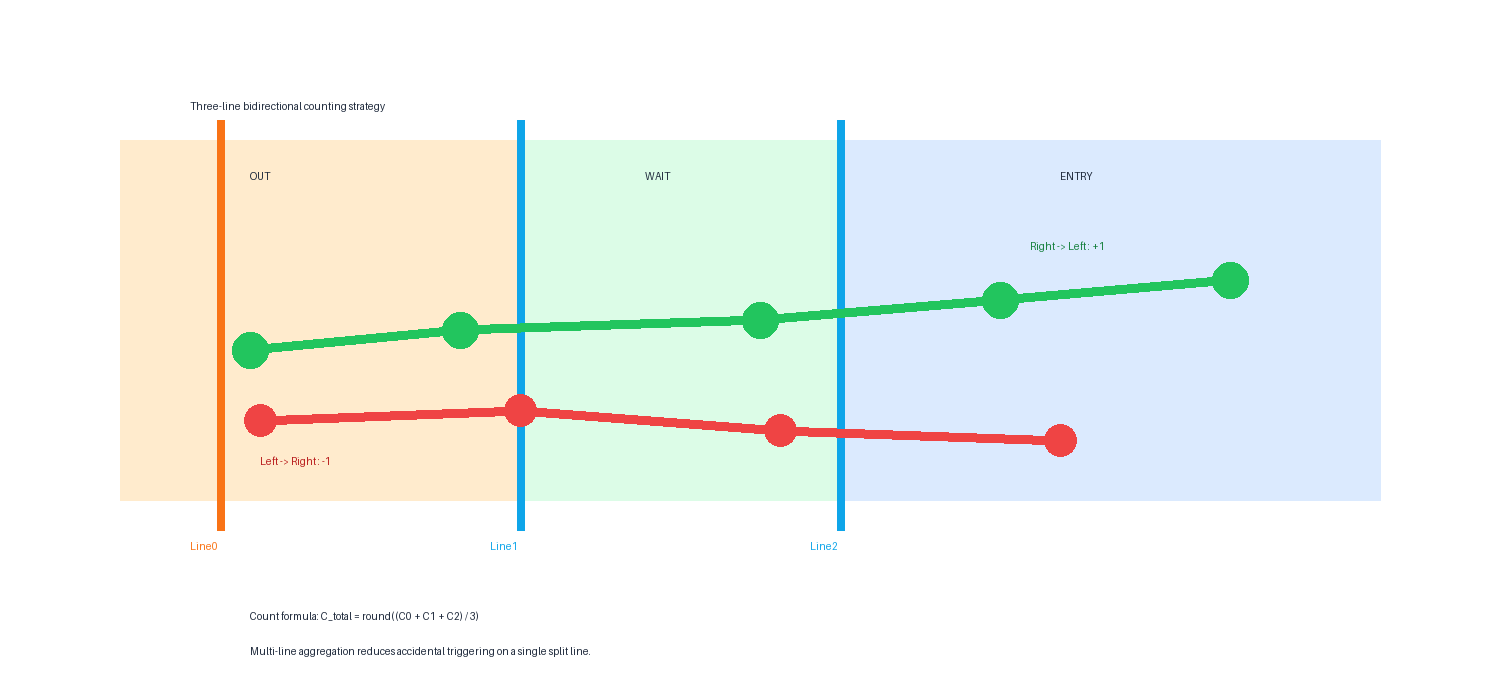 Three-line bidirectional counting strategy
OUT
WAIT
ENTRY
Right -> Left: +1
Left -> Right: -1
Line0
Line1
Line2
Count formula: C_total = round((C0 + C1 + C2) / 3)
Multi-line aggregation reduces accidental triggering on a single split line.